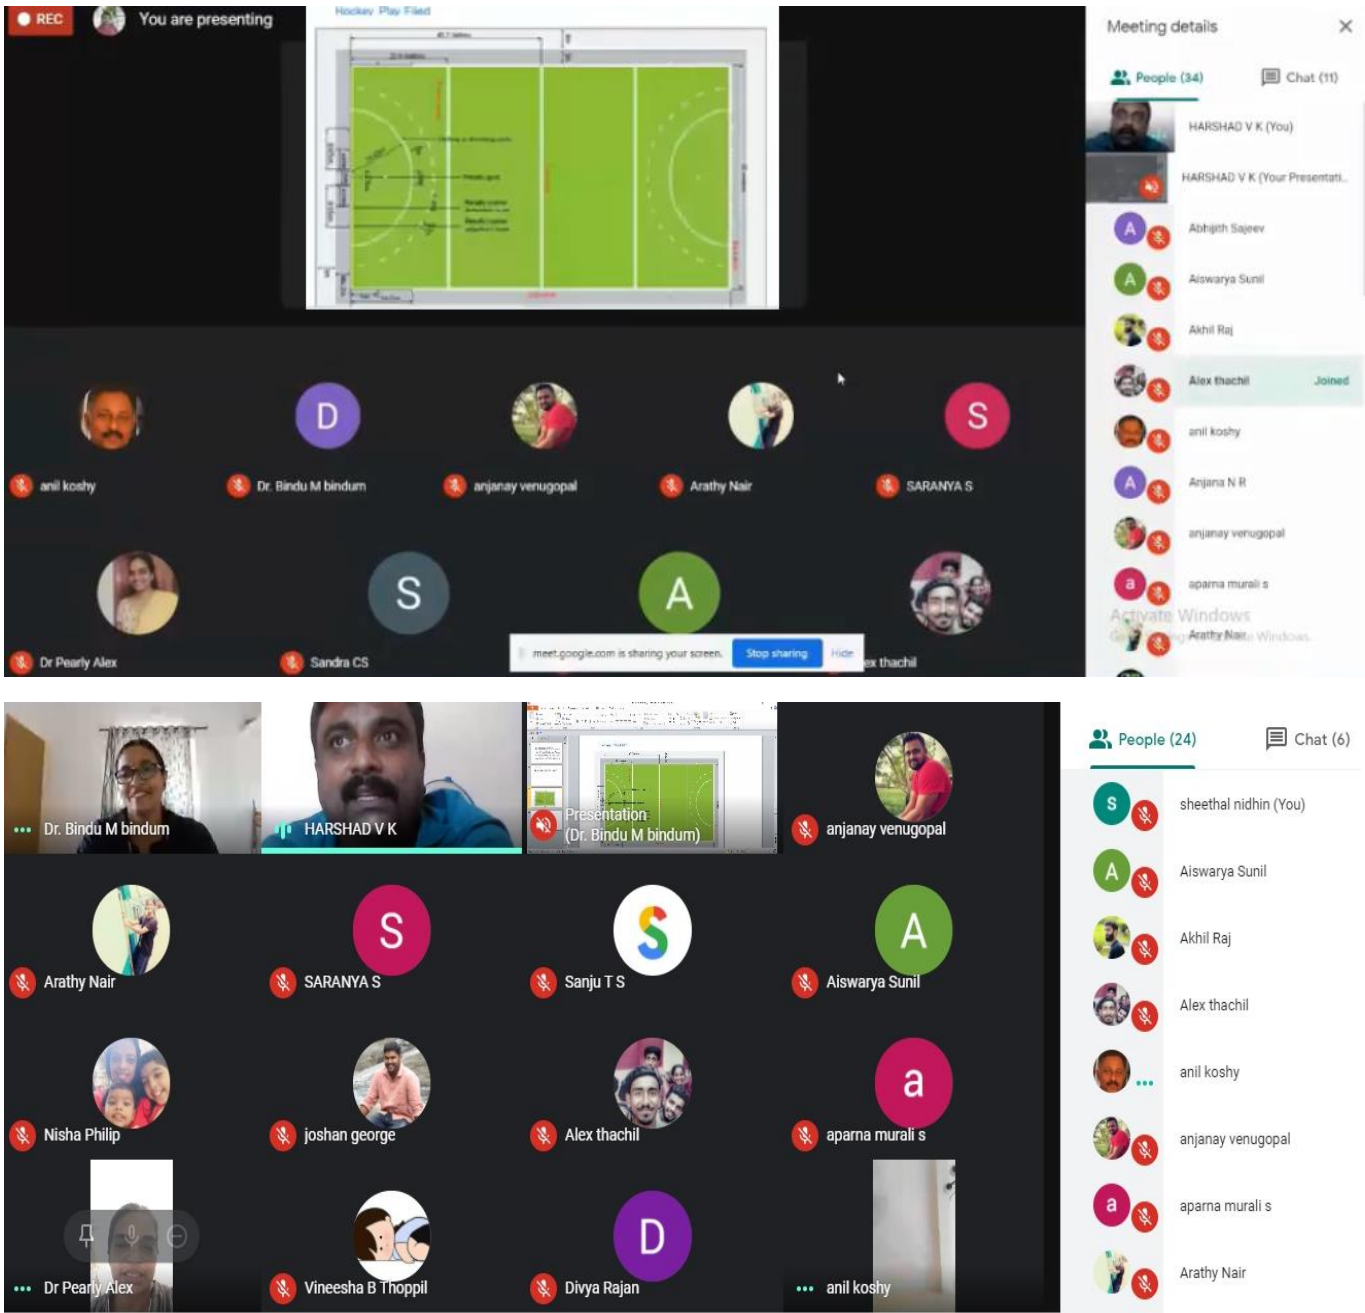 REC
You are presenting
Hockey Play Filed
Meeting details
People (34)
Chat (11)
HARSHAD V K (You)
HARSHAD V K (Your Presentati...
Abhijith Sajeev
Aiswarya Sunil
Akhil Raj
Alex thachil Joined
anil koshy
Anjana N R
anjanay venugopal
aparna murali s
Activate Windows
Arathy Nair
Windows.
anil koshy
D
Dr. Bindu M bindum
anjanay venugopal
Arathy Nair
S
SARANYA S
Dr Pearly Alex
S
Sandra CS
A
ex thachil
meet.google.com is sharing your screen.
Stop sharing
Hide
A
A
A
a
Dr. Bindu M bindum
HARSHAD V K
Presentation
(Dr. Bindu M bindum)
anjanay venugopal
Arathy Nair
S
SARANYA S
S
Sanju T S
A
Aiswarya Sunil
Nisha Philip
joshan george
Alex thachil
a
aparna murali s
Dr Pearly Alex
Vineesha B Thoppil
D
Divya Rajan
anil koshy
People (24)
Chat (6)
S
sheethal nidhin (You)
A
Aiswarya Sunil
Akhil Raj
Alex thachil
anil koshy
anjanay venugopal
a
aparna murali s
Arathy Nair